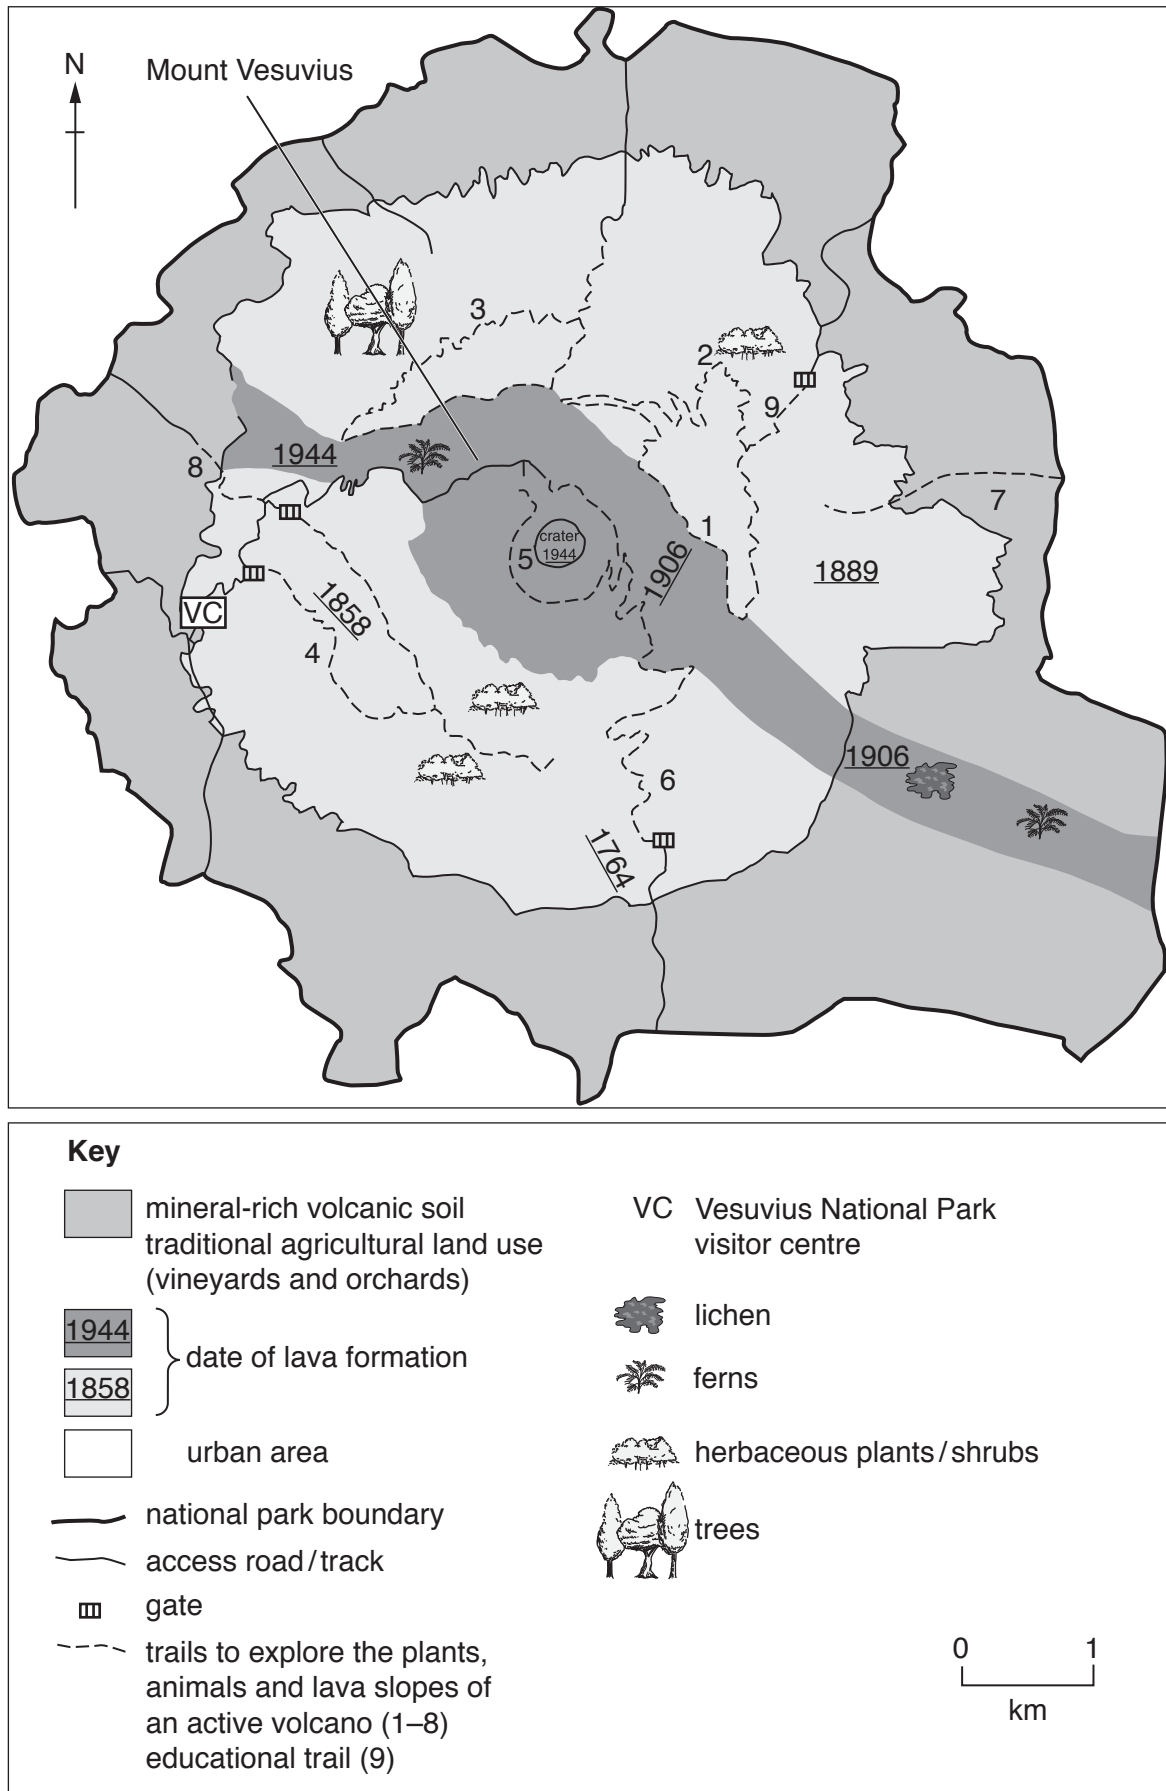 N
Mount Vesuvius
3
2
9
8
1944
7
crater
1944
5
1
1906
1889
1858
VC
4
1906
6
1764
Key
mineral-rich volcanic soil
traditional agricultural land use
(vineyards and orchards)
1944
date of lava formation
1858
urban area
national park boundary
access road/track
gate
trails to explore the plants,
animals and lava slopes of
an active volcano (1–8)
educational trail (9)
VC Vesuvius National Park
visitor centre
lichen
ferns
herbaceous plants/shrubs
trees
0 1
km